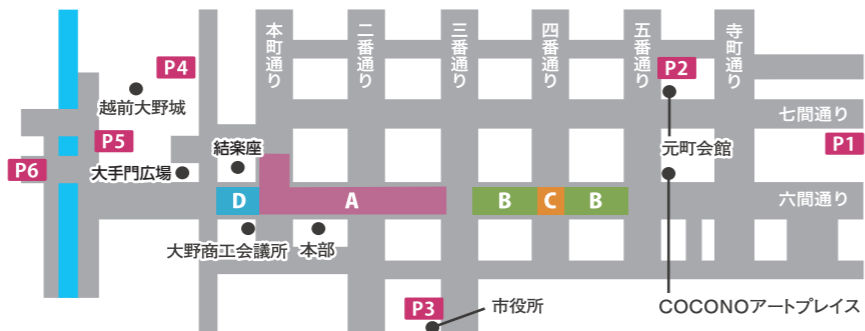 本町通り
二番通り
三番通り
四番通り
五番通り
寺町通り
P4
P2
越前大野城
七間通り
P5
結楽座
元町会館
P1
P6
大手門広場
D
A
B
C
B
六間通り
大野商工会議所
本部
P3
市役所
COCONOアートプレイス